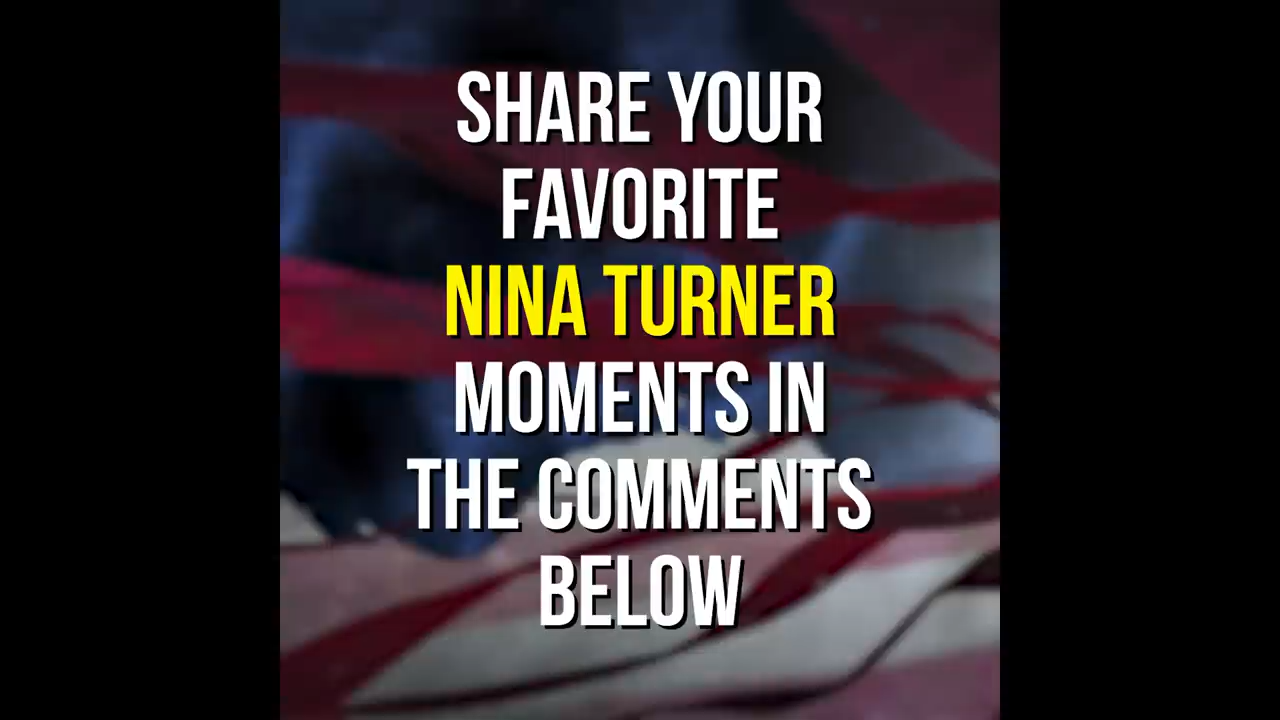 SHARE YOUR
FAVORITE
NINA TURNER
MOMENTS IN
THE COMMENTS
BELOW